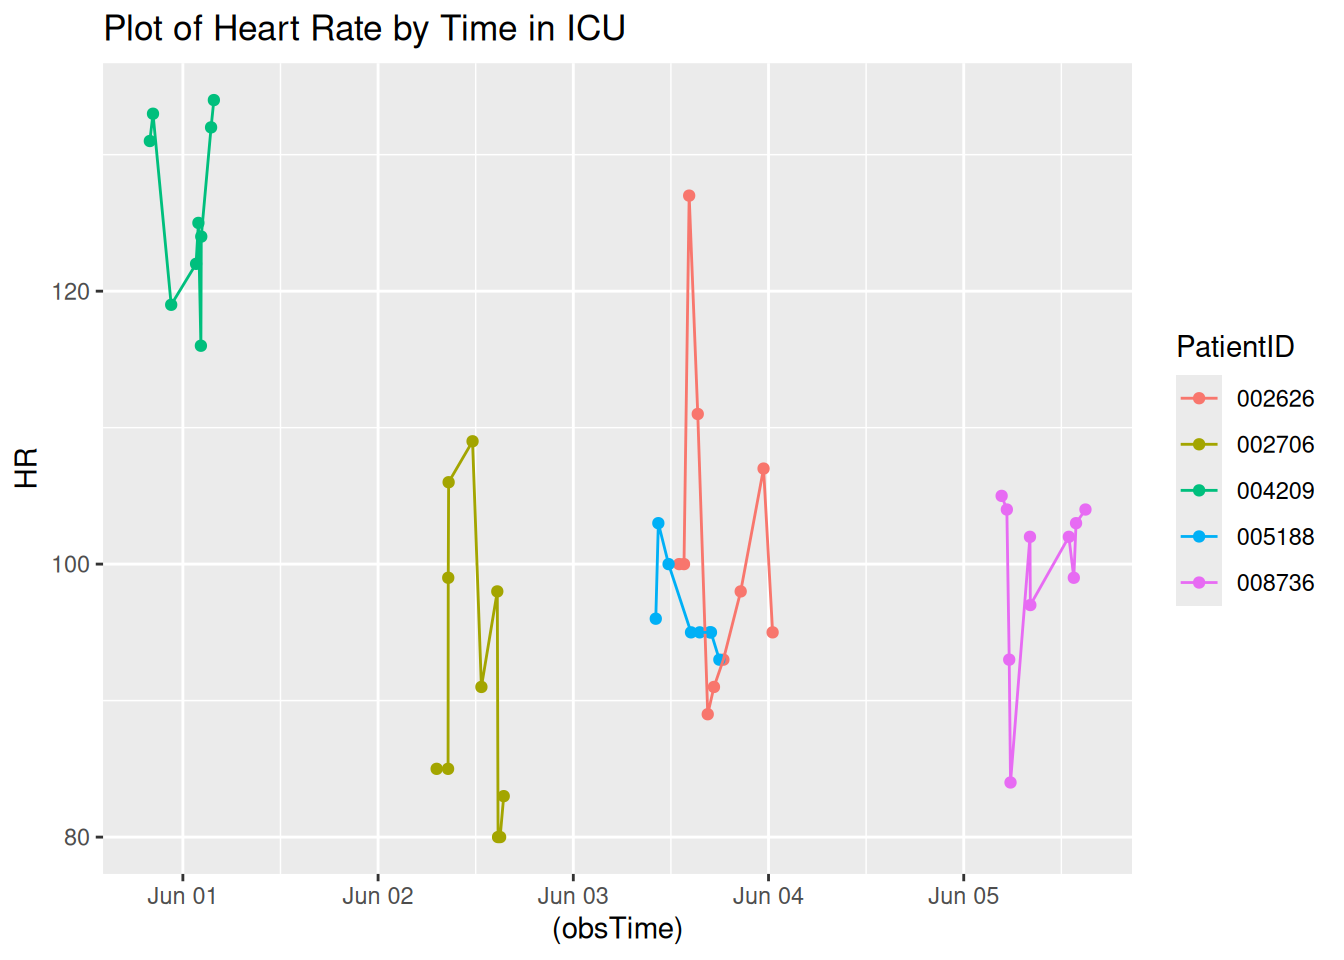 Plot of Heart Rate by Time in ICU
HR
120
100
80
Jun 01 Jun 02 Jun 03 Jun 04 Jun 05
(obsTime)
PatientID
002626
002706
004209
005188
008736